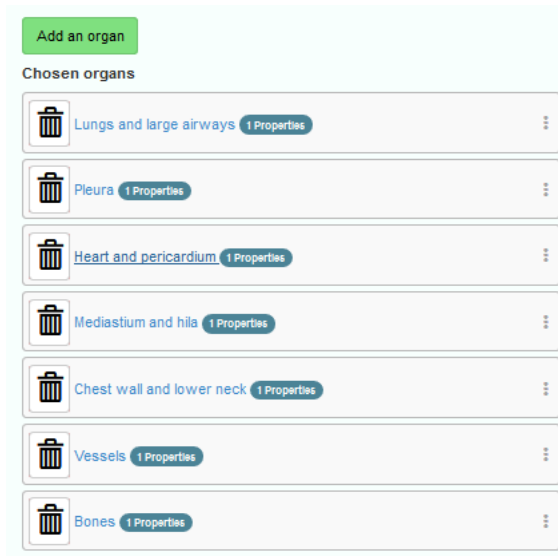 Add an organ
Chosen organs
Lungs and large airways 1 Properties
Pleura 1 Properties
Heart and pericardium 1 Properties
Mediastium and hila 1 Properties
Chest wall and lower neck 1 Properties
Vessels 1 Properties
Bones 1 Properties